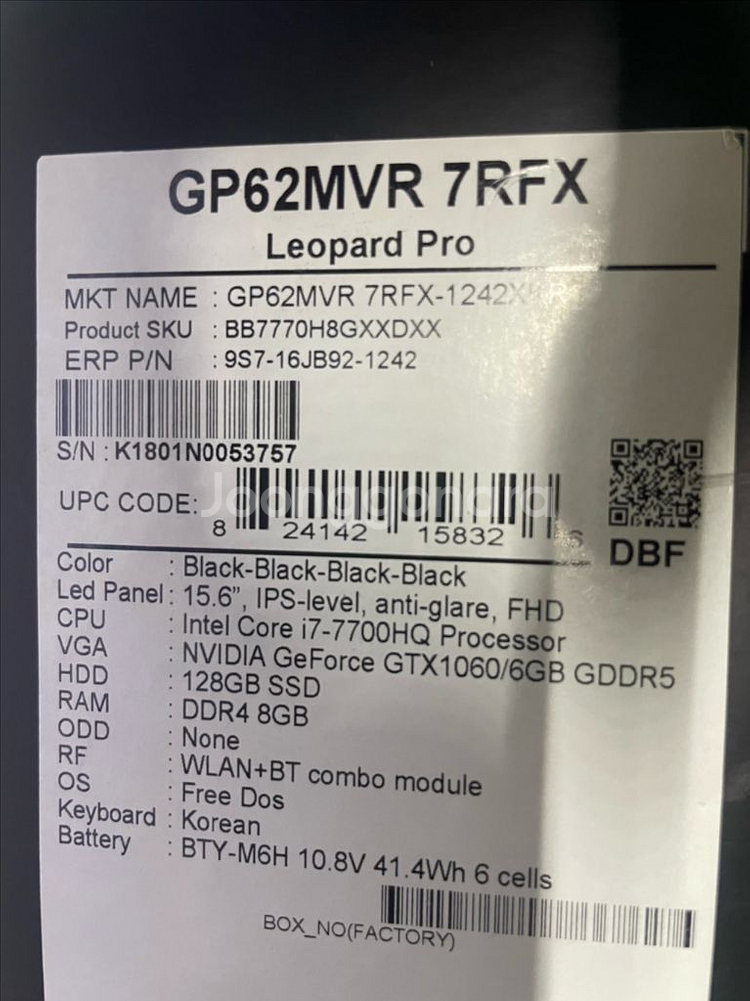 GP62MVR 7RFX
Leopard Pro
MKT NAME : GP62MVR 7RFX-1242
Product SKU : BB7770H8GXXDXX
ERP P/N : 9S7-16JB92-1242
S/N : K1801N0053757
Joonggonara
UPC CODE: 8 24142 15832 6
DBF
Color : Black-Black-Black-Black
Led Panel : 15.6”, IPS-level, anti-glare, FHD
CPU : Intel Core i7-7700HQ Processor
VGA : NVIDIA GeForce GTX1060/6GB GDDR5
HDD : 128GB SSD
RAM : DDR4 8GB
ODD : None
RF : WLAN+BT combo module
OS : Free Dos
Keyboard : Korean
Battery : BTY-M6H 10.8V 41.4Wh 6 cells
BOX_NO(FACTORY)